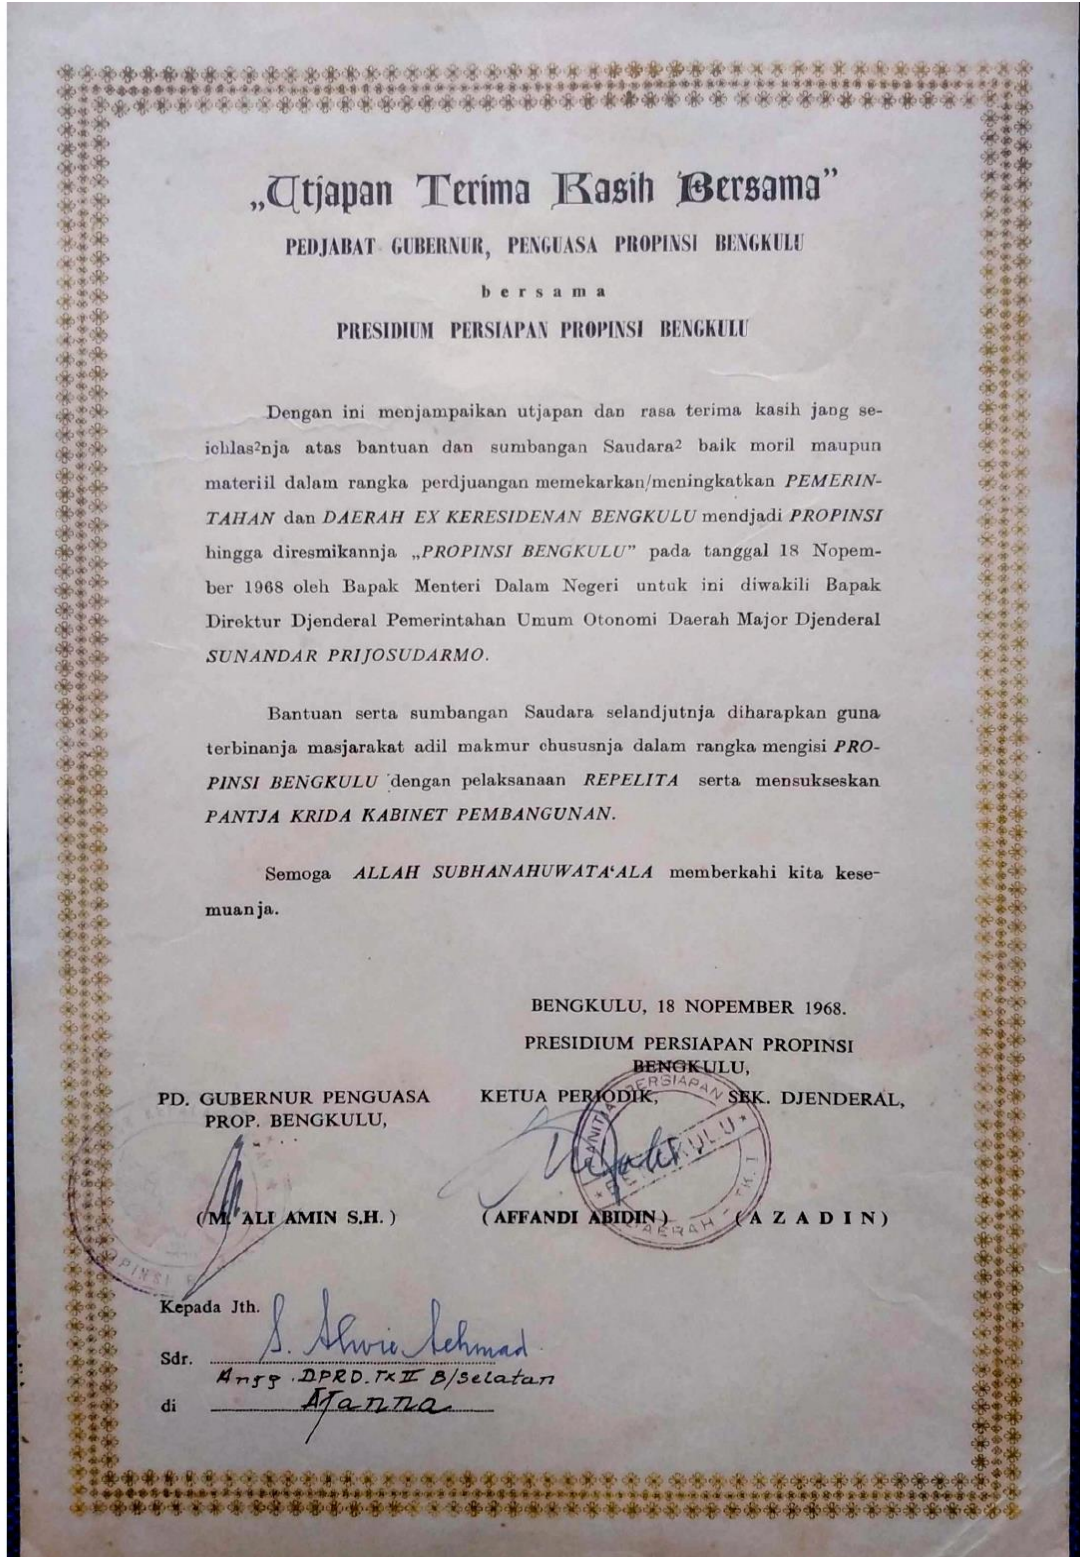 „Utjapan Terima Kasih Bersama”
PEDJABAT GUBERNUR, PENGUASA PROPINSI BENGKULU
bersama
PRESIDIUM PERSIAPAN PROPINSI BENGKULU
Dengan ini menjampaikan utjapan dan rasa terima kasih jang se-
ichlas²nja atas bantuan dan sumbangan Saudara² baik moril maupun
materiil dalam rangka perdjuangan memekarkan/meningkatkan PEMERIN-
TAHAN dan DAERAH EX KERESIDENAN BENGKULU mendjadi PROPINSI
hingga diresmikannja „PROPINSI BENGKULU” pada tanggal 18 Nopem-
ber 1968 oleh Bapak Menteri Dalam Negeri untuk ini diwakili Bapak
Direktur Djenderal Pemerintahan Umum Otonomi Daerah Major Djenderal
SUNANDAR PRIJOSUDARMO.
Bantuan serta sumbangan Saudara selandjutnja diharapkan guna
terbinanja masjarakat adil makmur chususnja dalam rangka mengisi PRO-
PINSI BENGKULU dengan pelaksanaan REPELITA serta mensukseskan
PANTJA KRIDA KABINET PEMBANGUNAN.
Semoga ALLAH SUBHANAHUWATA‘ALA memberkahi kita kese-
muanja.
BENGKULU, 18 NOPEMBER 1968.
PRESIDIUM PERSIAPAN PROPINSI
BENGKULU,
PD. GUBERNUR PENGUASA
PROP. BENGKULU,
KETUA PERIODIK, SEK. DJENDERAL,
PERSIAPAN
BENGKULU
DAERAH - TK. I
(M. ALI AMIN S.H.) (AFFANDI ABIDIN) (AZADIN)
Kepada Jth.
Sdr. S. Alwie Achmad
Angg. DPRD. TK II B/Selatan
di Manna